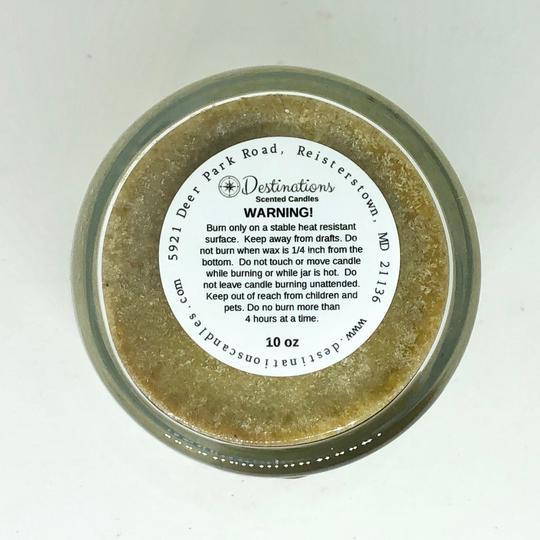 5921 Deer Park Road, Reisterstown, MD 21136 www.destinationscandles.com
Destinations
Scented Candles
WARNING!
Burn only on a stable heat resistant
surface. Keep away from drafts. Do
not burn when wax is 1/4 inch from the
bottom. Do not touch or move candle
while burning or while jar is hot. Do
not leave candle burning unattended.
Keep out of reach from children and
pets. Do no burn more than
4 hours at a time.
10 oz